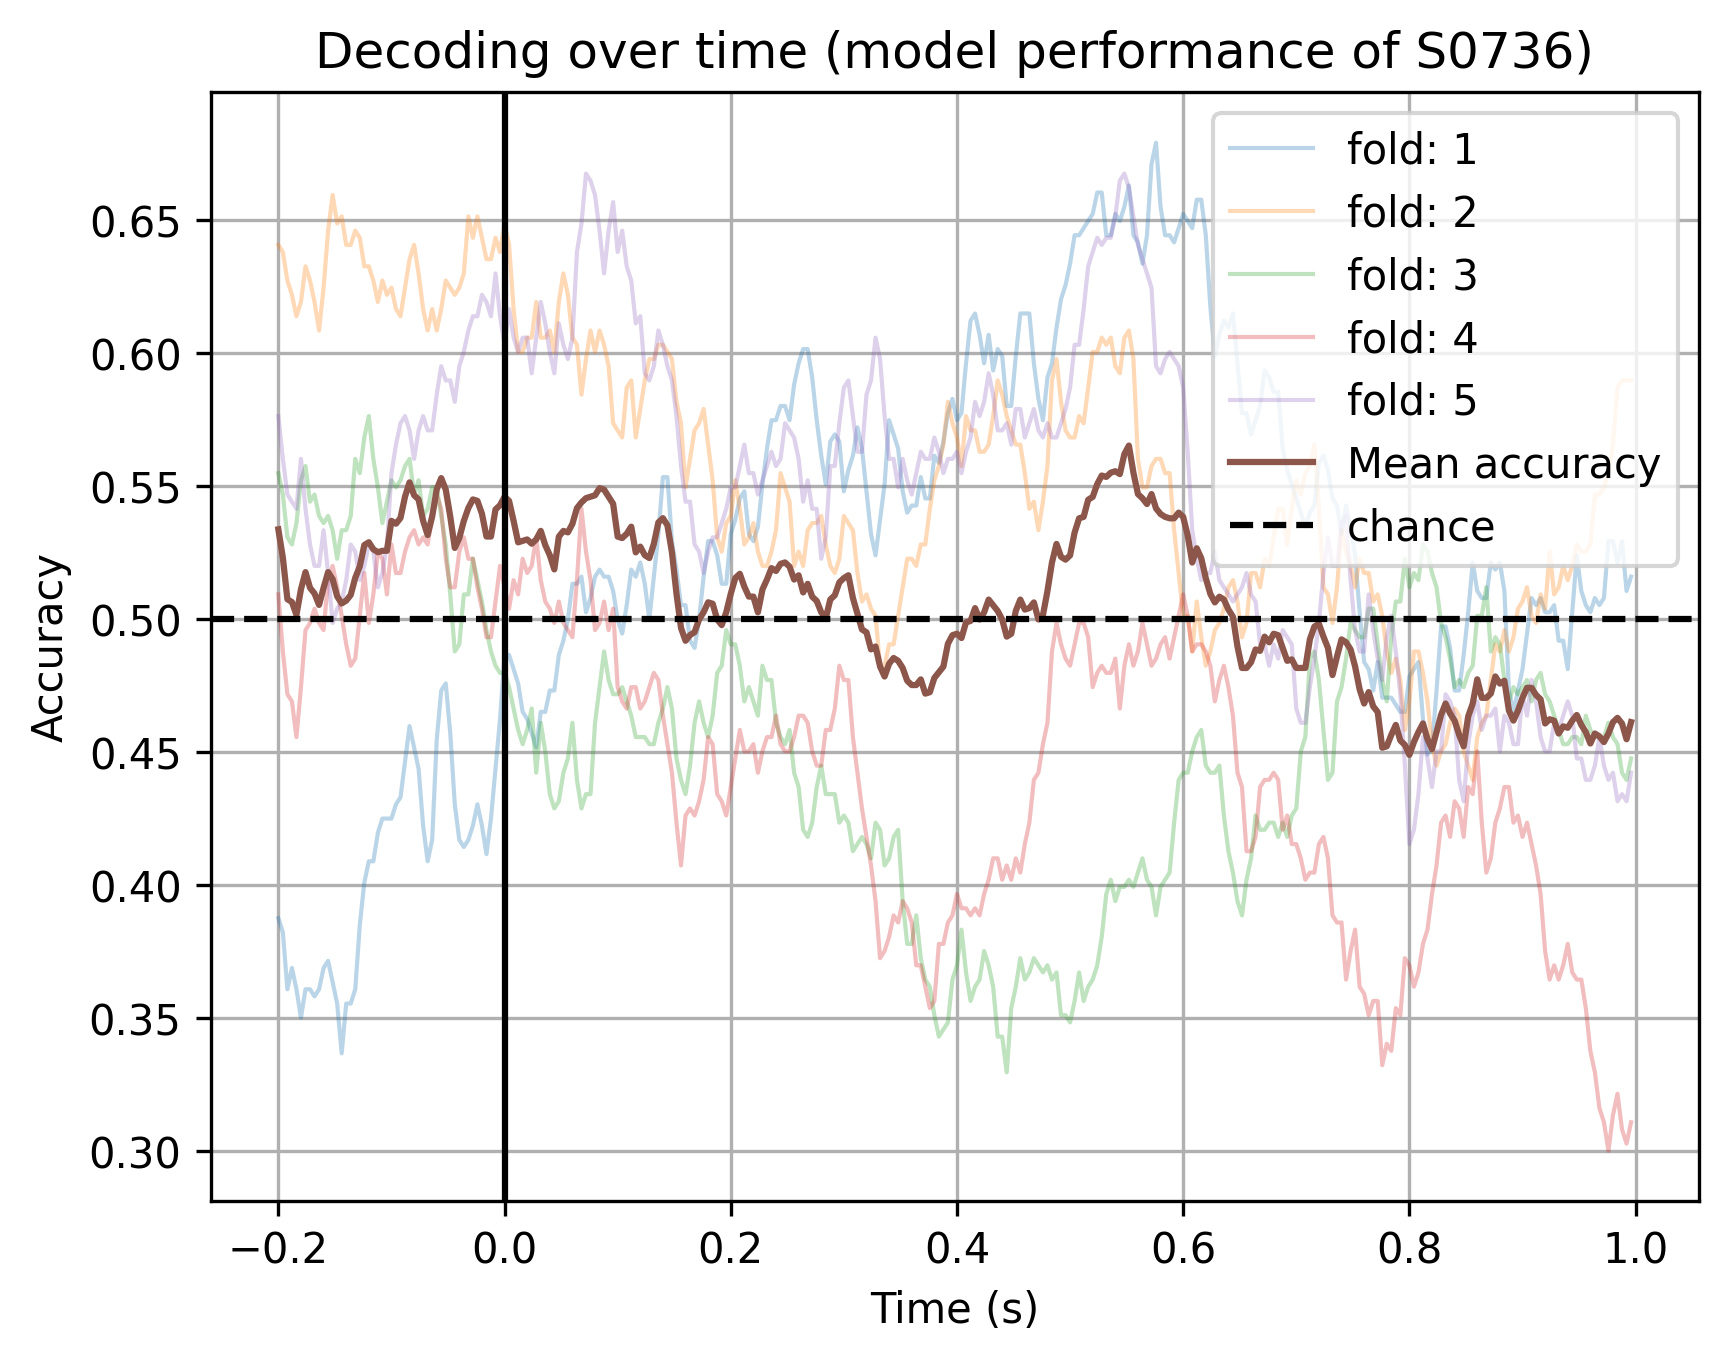 Decoding over time (model performance of S0736)
fold: 1
fold: 2
fold: 3
fold: 4
fold: 5
Mean accuracy
chance
Accuracy
0.65
0.60
0.55
0.50
0.45
0.40
0.35
0.30
−0.2 0.0 0.2 0.4 0.6 0.8 1.0
Time (s)